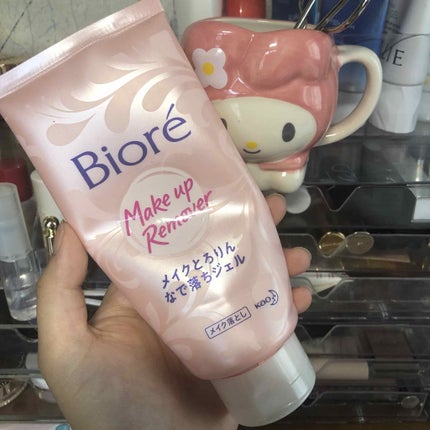 Bioré
Make up
Remover
メイクとろりん
なで落ちジェル
メイク落とし
Kao
ME